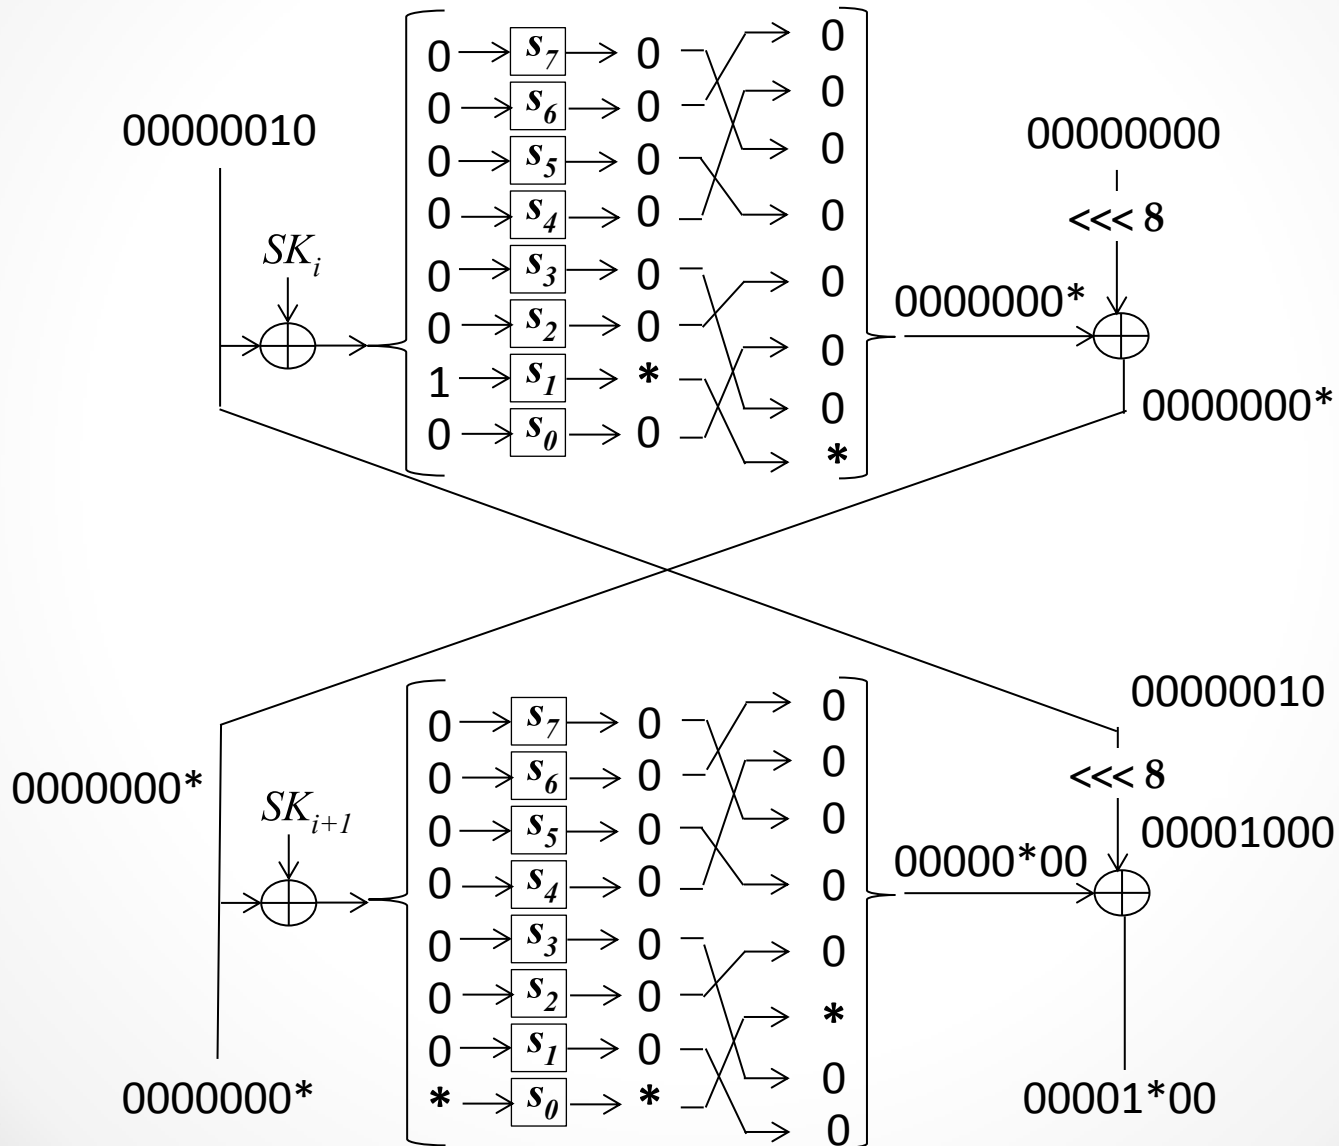 0 s7 0 0
0 s6 0 0
00000010
0 s5 0 0
00000000
0 s4 0 0
<<< 8
SKi
0 s3 0 0
0000000*
0 s2 0 0
1 s1 * 0
0000000*
0 s0 0 *
00000010
0 s7 0 0
0 s6 0 0
0000000*
<<< 8
SKi+1
0 s5 0 0
00001000
0 s4 0 0
00000*00
0 s3 0 0
0 s2 0 *
0 s1 0 0
* s0 * 0
0000000*
00001*00